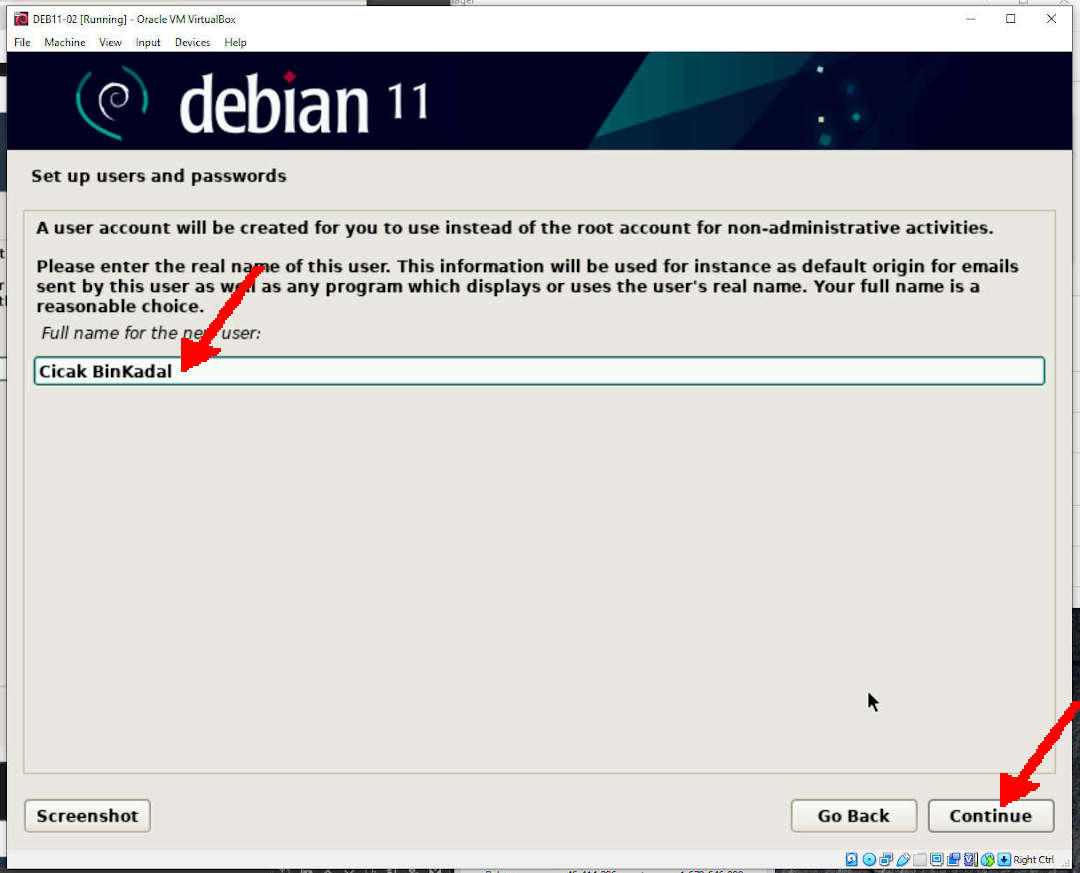 DEB11-02 [Running] - Oracle VM VirtualBox
File Machine View Input Devices Help
debian 11
Set up users and passwords
A user account will be created for you to use instead of the root account for non-administrative activities.
Please enter the real name of this user. This information will be used for instance as default origin for emails
sent by this user as well as any program which displays or uses the user's real name. Your full name is a
reasonable choice.
Full name for the new user:
Cicak BinKadal
Screenshot Go Back Continue
Right Ctrl